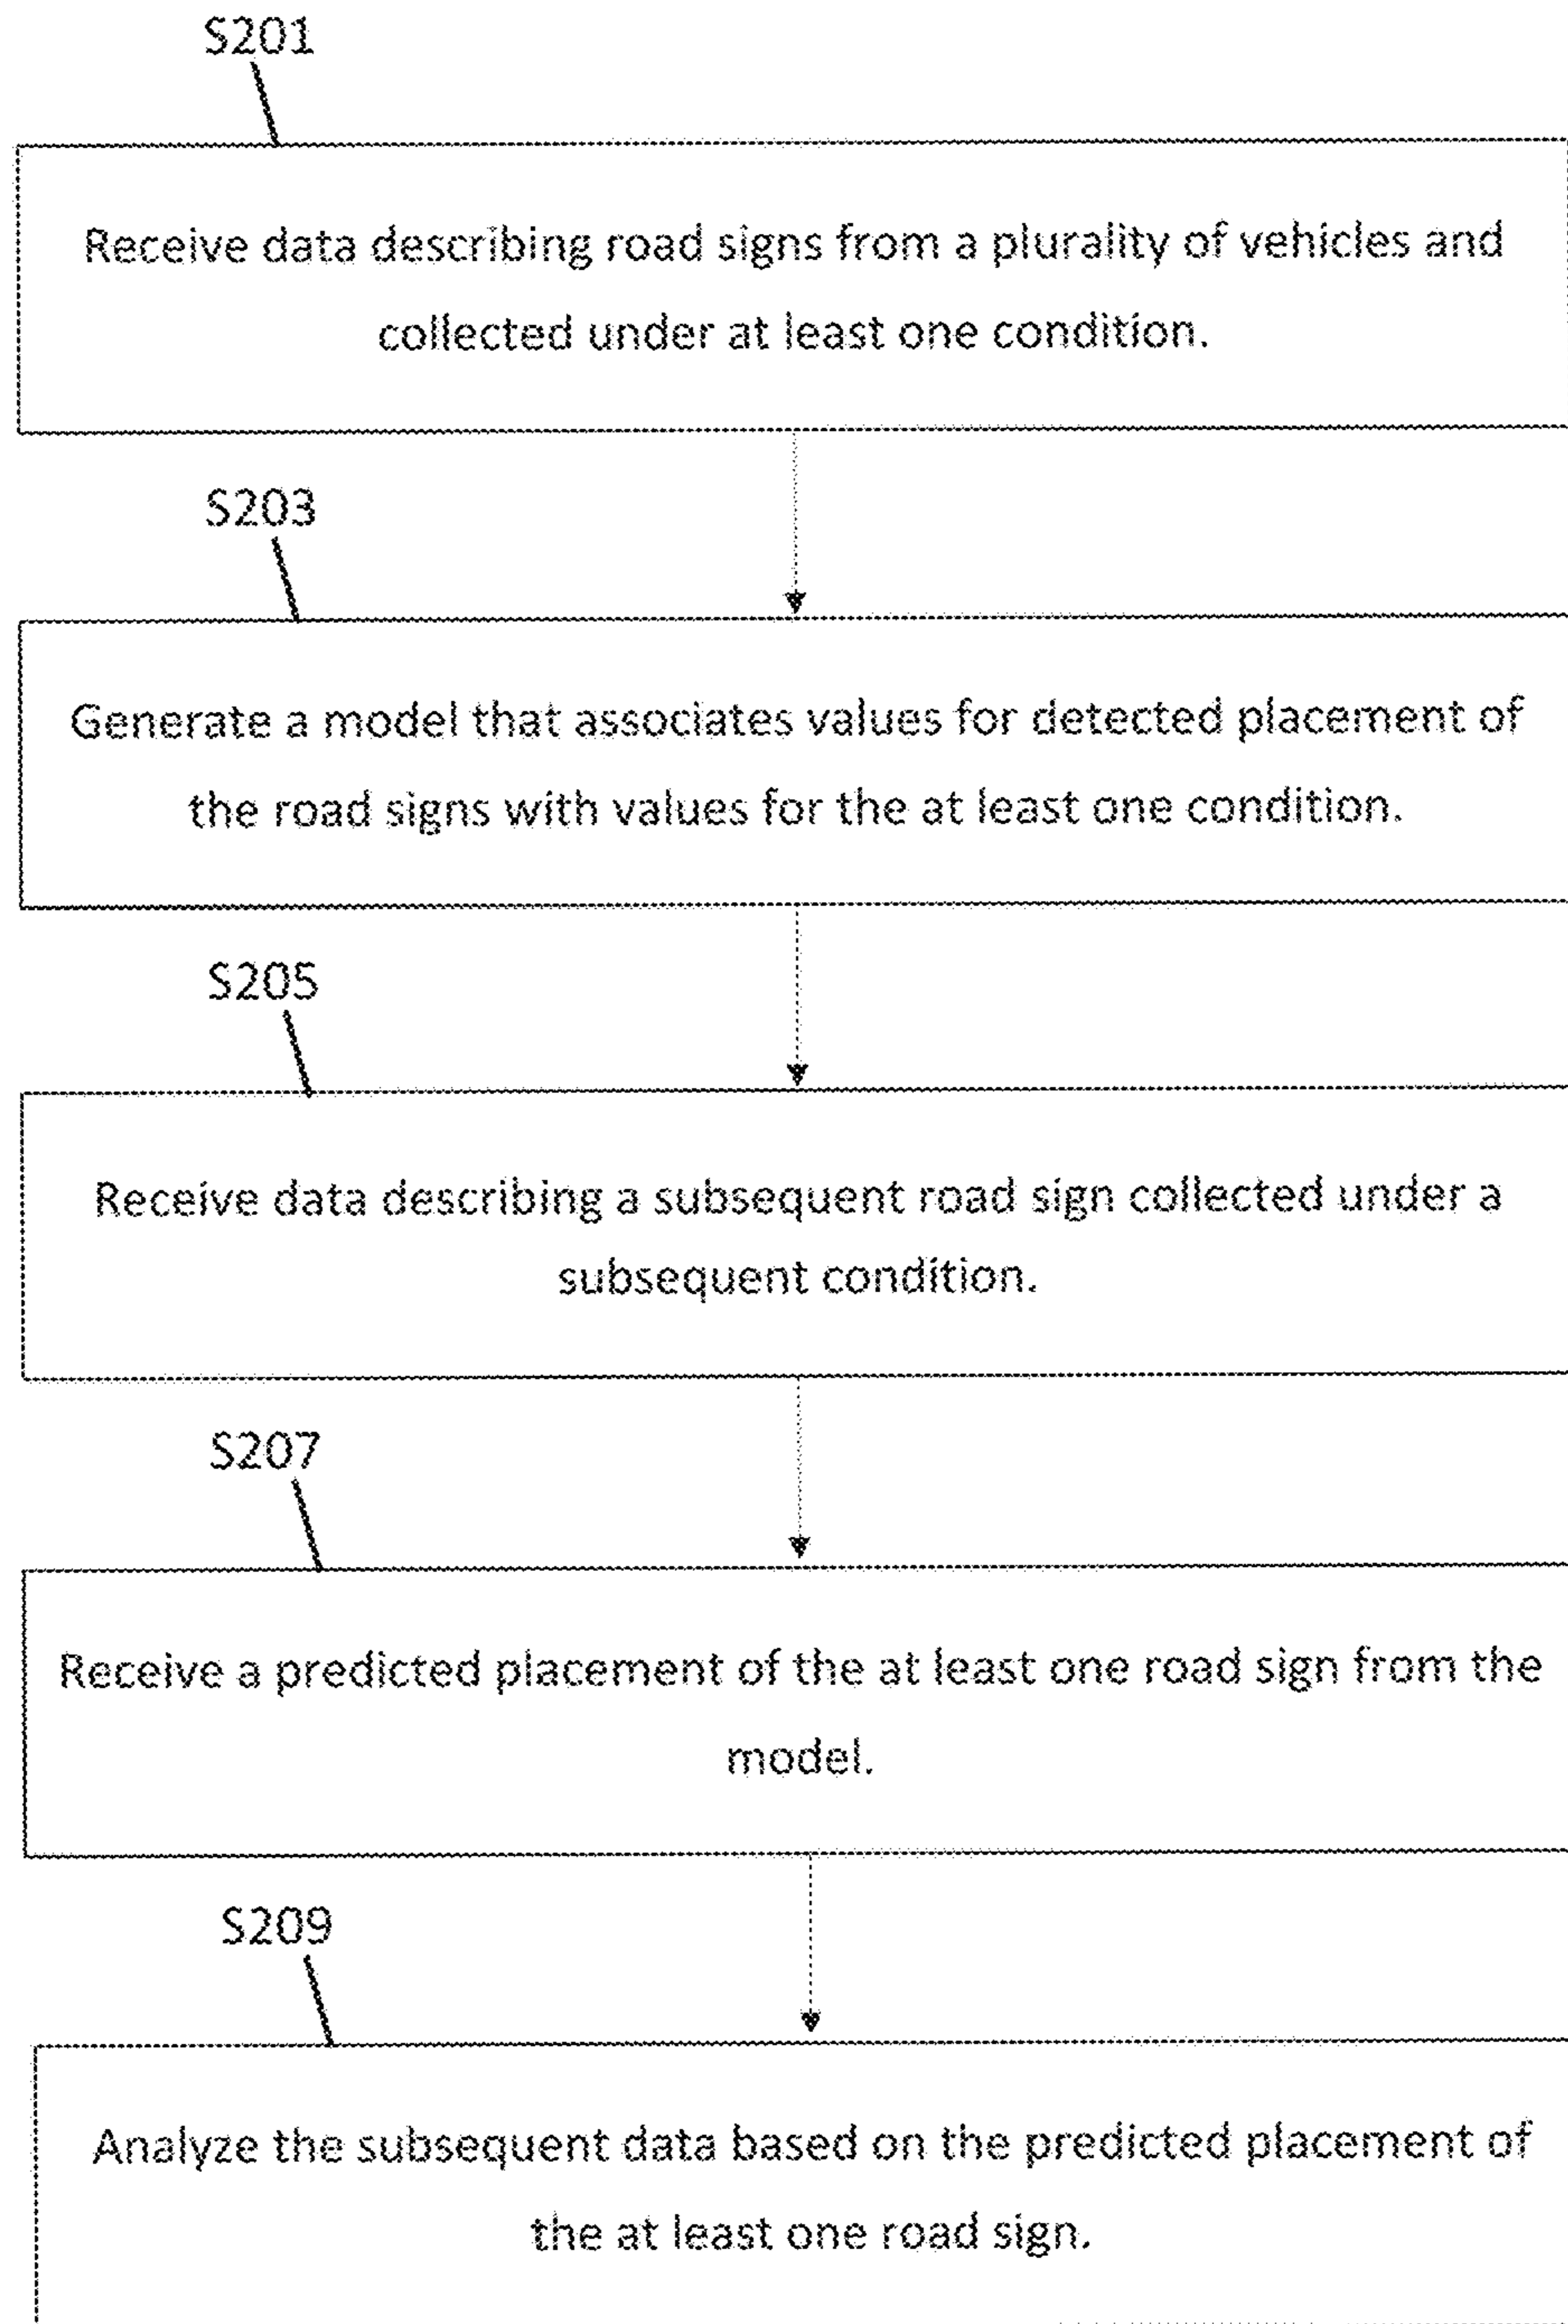 S201
Receive data describing road signs from a plurality of vehicles and
collected under at least one condition.
S203
Generate a model that associates values for detected placement of
the road signs with values for the at least one condition.
S205
Receive data describing a subsequent road sign collected under a
subsequent condition.
S207
Receive a predicted placement of the at least one road sign from the
model.
S209
Analyze the subsequent data based on the predicted placement of
the at least one road sign.